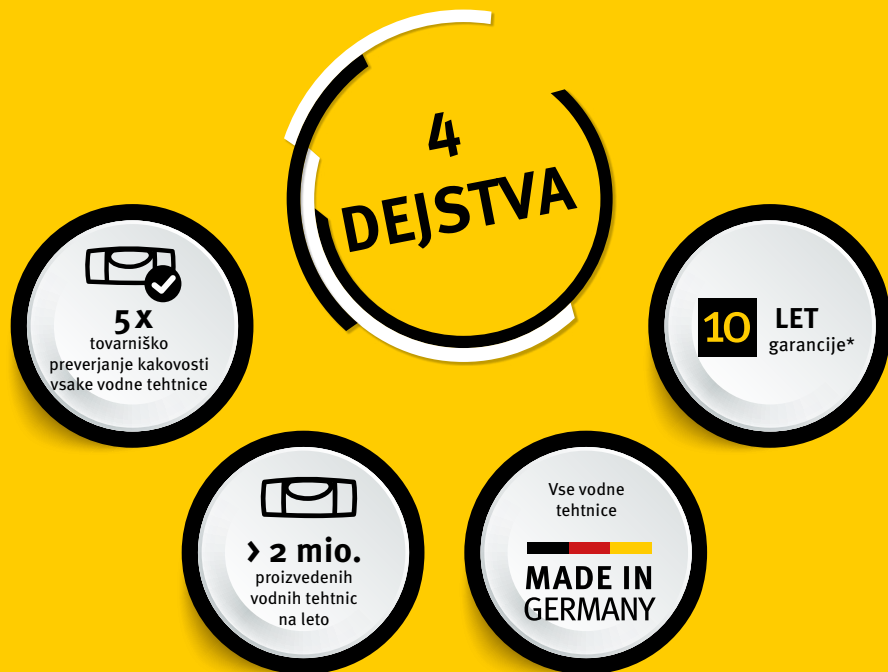 4
DEJSTVA
5 x
tovarniško
preverjanje kakovosti
vsake vodne tehtnice
> 2 mio.
proizvedenih
vodnih tehtnic
na leto
Vse vodne
tehtnice
MADE IN
GERMANY
10 LET
garancije*